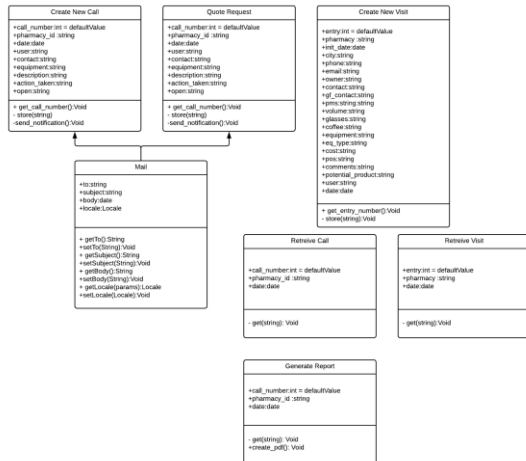 Create New Call
+call_number:int = defaultValue
+pharmacy_id :string
+date:date
+user:string
+contact:string
+equipment:string
+description:string
+action_taken:string
+open:string
+ get_call_number():Void
- store(string)
-send_notification():Void
Quote Request
+call_number:int = defaultValue
+pharmacy_id :string
+date:date
+user:string
+contact:string
+equipment:string
+description:string
+action_taken:string
+open:string
+ get_call_number():Void
- store(string)
-send_notification():Void
Create New Visit
+entry:int = defaultValue
+pharmacy :string
+init_date:date
+city:string
+phone:string
+email:string
+owner:string
+contact:string
+gf_contact:string
+pms:string:string
+volume:string
+glasses:string
+coffee:string
+equipment:string
+eq_type:string
+cost:string
+pos:string
+comments:string
+potential_product:string
+user:string
+date:date
+ get_entry_number():Void
- store(string):Void
Mail
+to:string
+subject:string
+body:date
+locale:Locale
+ getTo():String
+setTo(String):Void
+ getSubject():String
+setSubject(String):Void
+ getBody():String
+setBody(String):Void
+ getLocale(params):Locale
+setLocale(Locale):Void
Retreive Call
+call_number:int = defaultValue
+pharmacy_id :string
+date:date
- get(string): Void
Retreive Visit
+entry:int = defaultValue
+pharmacy :string
+date:date
- get(string):Void
Generate Report
+call_number:int = defaultValue
+pharmacy_id :string
+date:date
- get(string): Void
+create_pdf(): Void